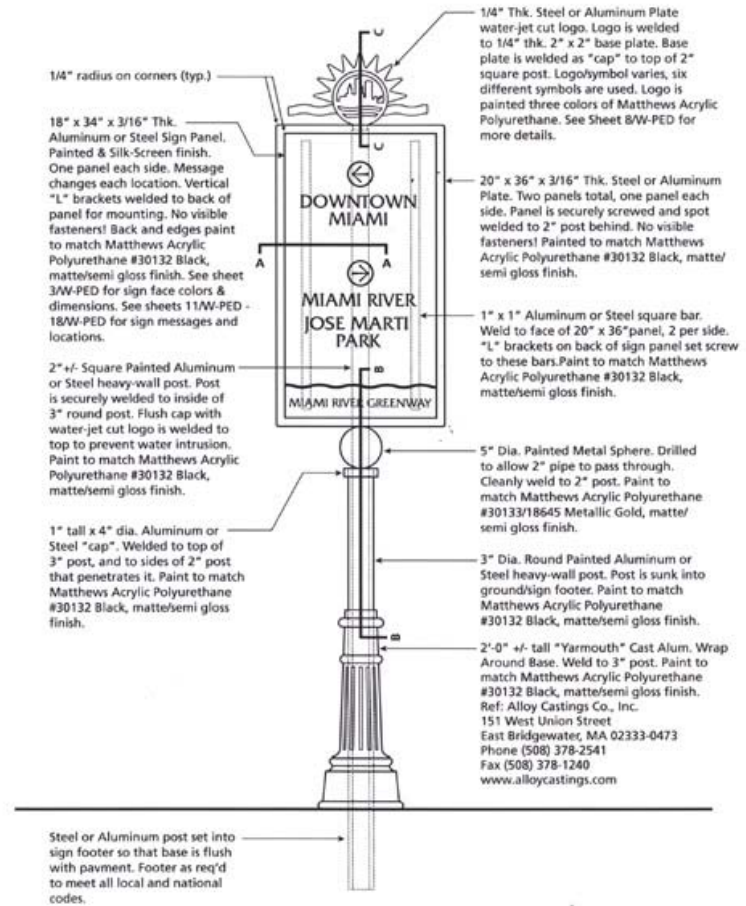 1/4" Thk. Steel or Aluminum Plate
water-jet cut logo. Logo is welded
to 1/4" thk. 2" x 2" base plate. Base
plate is welded as "cap" to top of 2"
square post. Logo/symbol varies, six
different symbols are used. Logo is
painted three colors of Matthews Acrylic
Polyurethane. See Sheet 8/W-PED for
more details.
1/4" radius on corners (typ.)
18" x 34" x 3/16" Thk.
Aluminum or Steel Sign Panel.
Painted & Silk-Screen finish.
One panel each side. Message
changes each location. Vertical
"L" brackets welded to back of
panel for mounting. No visible
fasteners! Back and edges paint
to match Matthews Acrylic
Polyurethane #30132 Black,
matte/semi gloss finish. See sheet
3/W-PED for sign face colors &
dimensions. See sheets 11/W-PED -
18/W-PED for sign messages and
locations.
2"+/- Square Painted Aluminum
or Steel heavy-wall post. Post
is securely welded to inside of
3" round post. Flush cap with
water-jet cut logo is welded to
top to prevent water intrusion.
Paint to match Matthews Acrylic
Polyurethane #30132 Black,
matte/semi gloss finish.
1" tall x 4" dia. Aluminum or
Steel "cap". Welded to top of
3" post, and to sides of 2" post
that penetrates it. Paint to match
Matthews Acrylic Polyurethane
#30132 Black, matte/semi gloss
finish.
Steel or Aluminum post set into
sign footer so that base is flush
with pavment. Footer as req'd
to meet all local and national
codes.
C
C
DOWNTOWN
MIAMI
A A
MIAMI RIVER
JOSE MARTI
PARK
B
MIAMI RIVER GREENWAY
B
20" x 36" x 3/16" Thk. Steel or Aluminum
Plate. Two panels total, one panel each
side. Panel is securely screwed and spot
welded to 2" post behind. No visible
fasteners! Painted to match Matthews
Acrylic Polyurethane #30132 Black, matte/
semi gloss finish.
1" x 1" Aluminum or Steel square bar.
Weld to face of 20" x 36"panel, 2 per side.
"L" brackets on back of sign panel set screw
to these bars.Paint to match Matthews
Acrylic Polyurethane #30132 Black,
matte/semi gloss finish.
5" Dia. Painted Metal Sphere. Drilled
to allow 2" pipe to pass through.
Cleanly weld to 2" post. Paint to
match Matthews Acrylic Polyurethane
#30133/18645 Metallic Gold, matte/
semi gloss finish.
3" Dia. Round Painted Aluminum or
Steel heavy-wall post. Post is sunk into
ground/sign footer. Paint to match
Matthews Acrylic Polyurethane
#30132 Black, matte/semi gloss finish.
2'-0" +/- tall "Yarmouth" Cast Alum. Wrap
Around Base. Weld to 3" post. Paint to
match Matthews Acrylic Polyurethane
#30132 Black, matte/semi gloss finish.
Ref: Alloy Castings Co., Inc.
151 West Union Street
East Bridgewater, MA 02333-0473
Phone (508) 378-2541
Fax (508) 378-1240
www.alloycastings.com